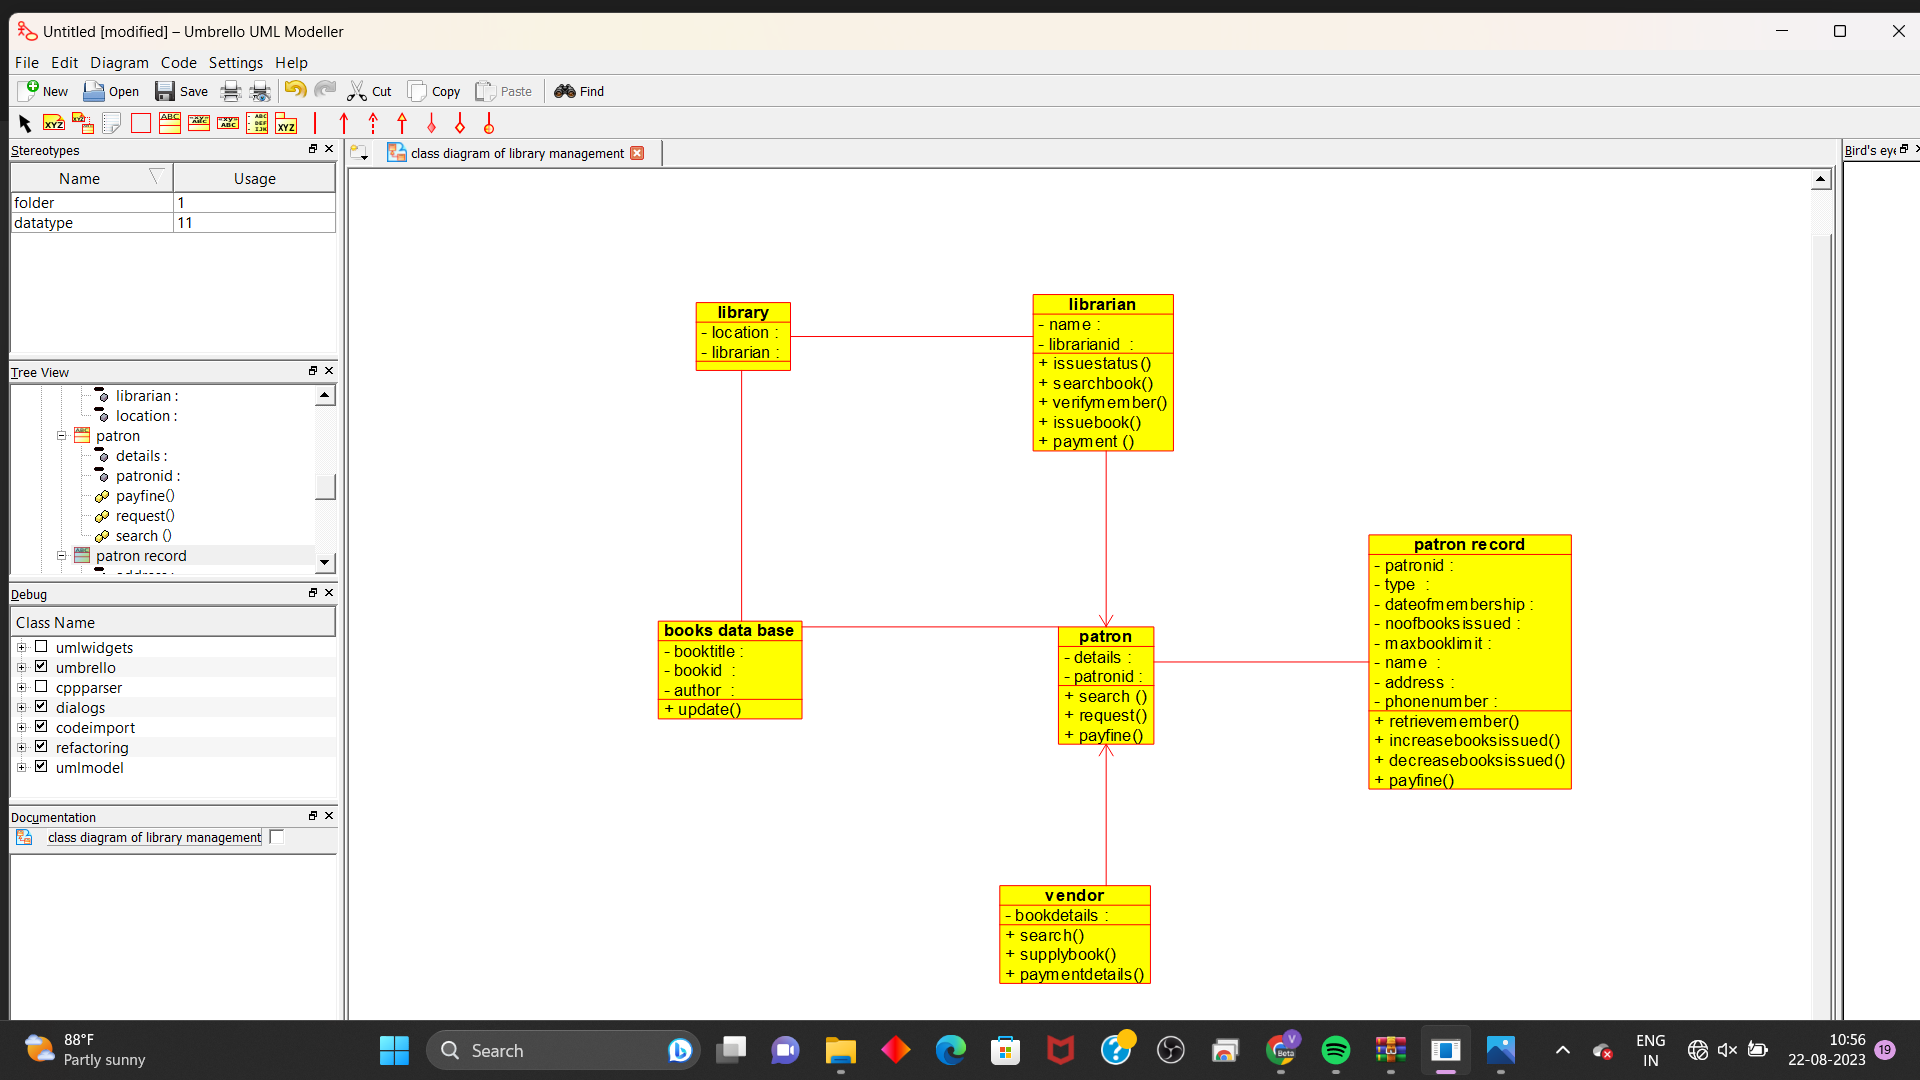 Untitled [modified] – Umbrello UML Modeller
File Edit Diagram Code Settings Help
New Open Save Cut Copy Paste Find
Stereotypes
Name Usage
folder 1
datatype 11
Tree View
librarian :
location :
patron
details :
patronid :
payfine()
request()
search ()
patron record
Debug
Class Name
umlwidgets
umbrello
cppparser
dialogs
codeimport
refactoring
umlmodel
Documentation
class diagram of library management
class diagram of library management
Bird's eye
library
- location :
- librarian :
librarian
- name :
- librarianid :
+ issuestatus()
+ searchbook()
+ verifymember()
+ issuebook()
+ payment ()
books data base
- booktitle :
- bookid :
- author :
+ update()
patron
- details :
- patronid :
+ search ()
+ request()
+ payfine()
patron record
- patronid :
- type :
- dateofmembership :
- noofbooksissued :
- maxbooklimit :
- name :
- address :
- phonenumber :
+ retrievemember()
+ increasebooksissued()
+ decreasebooksissued()
+ payfine()
vendor
- bookdetails :
+ search()
+ supplybook()
+ paymentdetails()
88°F
Partly sunny
Search
ENG
IN
10:56
22-08-2023
19